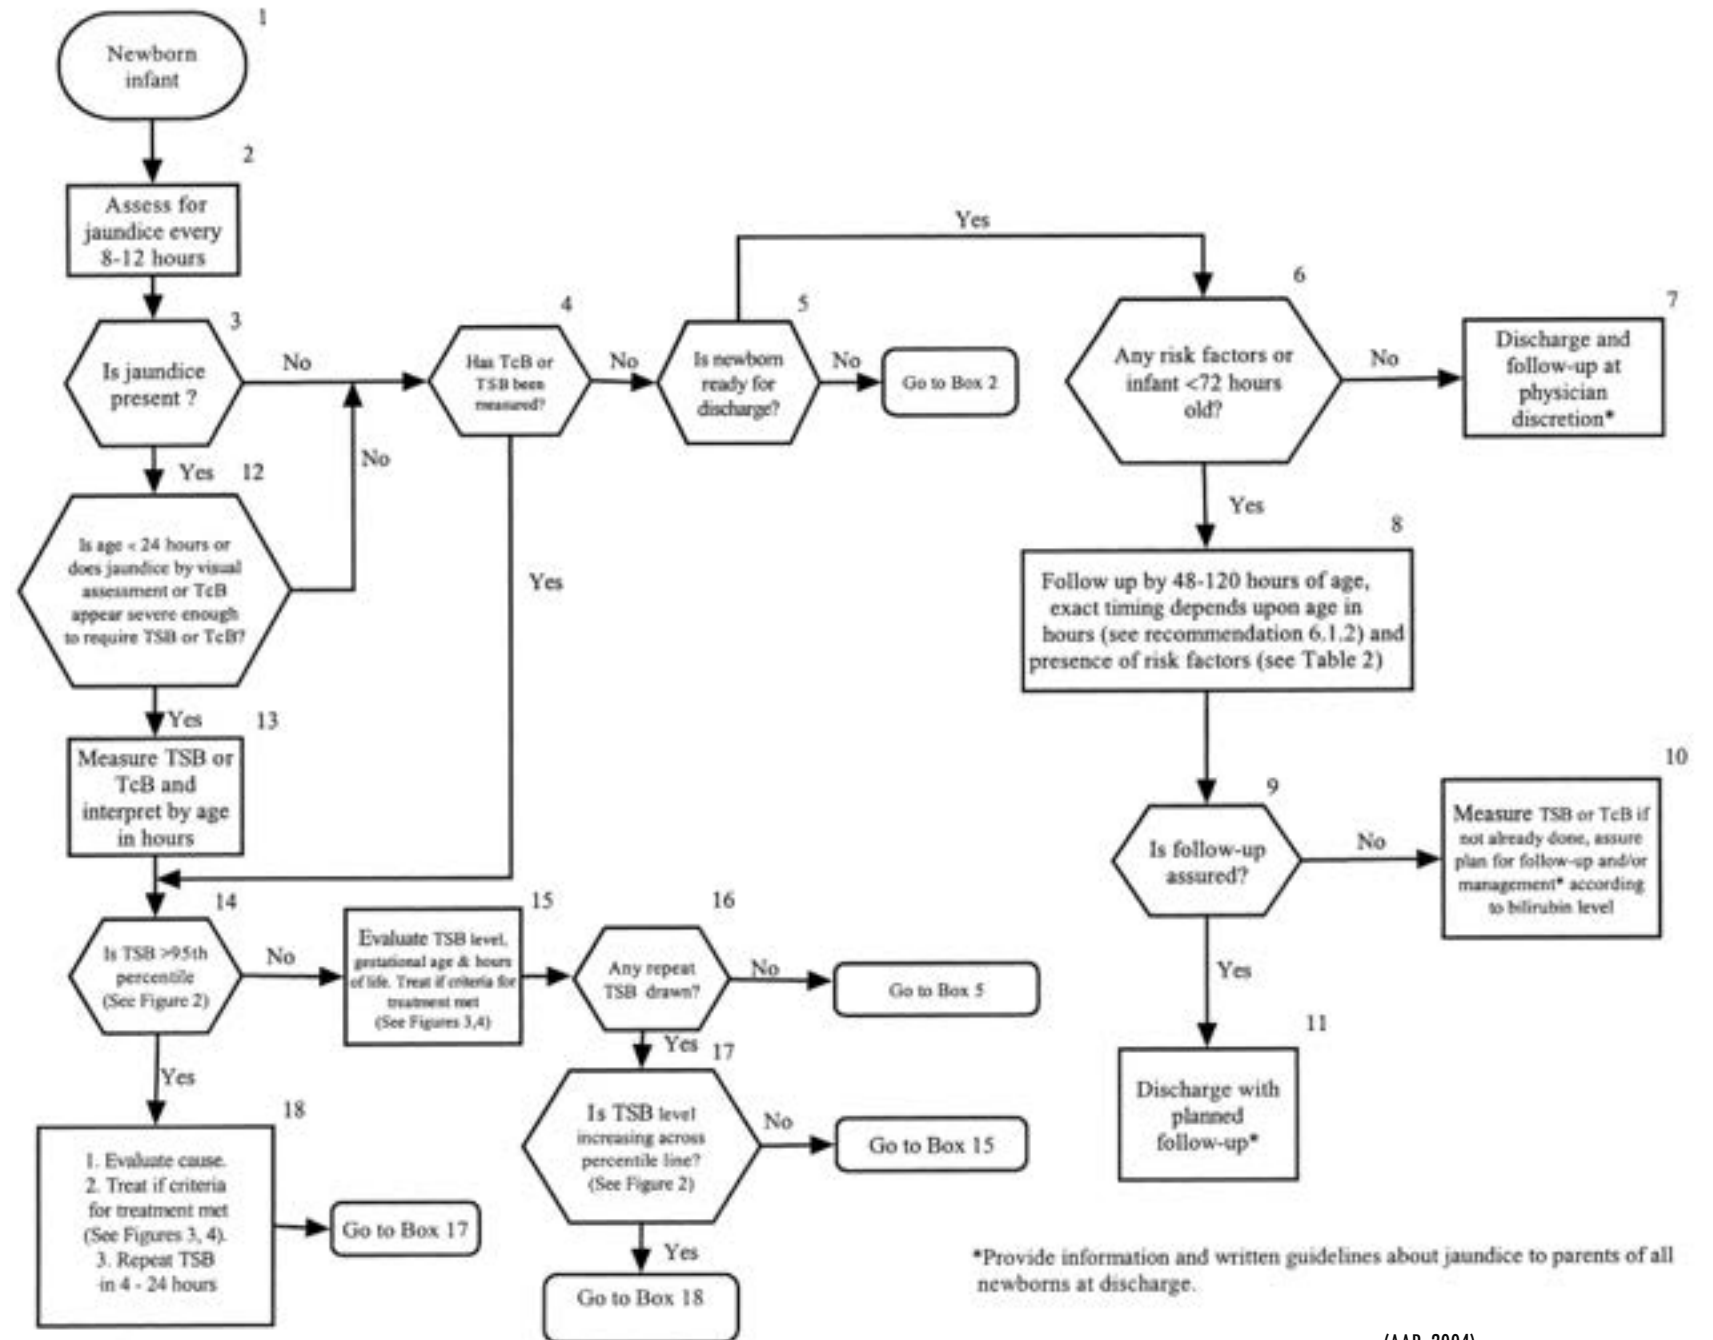 1
Newborn
infant
2
Assess for
jaundice every
8-12 hours
3
Is jaundice
present ?
No
Yes
12
Is age < 24 hours or
does jaundice by visual
assessment or TcB
appear severe enough
to require TSB or TcB?
No
Yes
13
Measure TSB or
TcB and
interpret by age
in hours
4
Has TcB or
TSB been
measured?
No
Yes
5
Is newborn
ready for
discharge?
No
Go to Box 2
Yes
6
Any risk factors or
infant <72 hours
old?
No
7
Discharge and
follow-up at
physician
discretion*
Yes
8
Follow up by 48-120 hours of age,
exact timing depends upon age in
hours (see recommendation 6.1.2) and
presence of risk factors (see Table 2)
9
Is follow-up
assured?
No
10
Measure TSB or TcB if
not already done, assure
plan for follow-up and/or
management* according
to bilirubin level
Yes
11
Discharge with
planned
follow-up*
14
Is TSB >95th
percentile
(See Figure 2)
No
15
Evaluate TSB level,
gestational age & hours
of life. Treat if criteria for
treatment met
(See Figures 3,4)
16
Any repeat
TSB drawn?
No
Go to Box 5
Yes
17
Is TSB level
increasing across
percentile line?
(See Figure 2)
No
Go to Box 15
Yes
Go to Box 18
Yes
18
1. Evaluate cause.
2. Treat if criteria
for treatment met
(See Figures 3, 4).
3. Repeat TSB
in 4 - 24 hours
Go to Box 17
*Provide information and written guidelines about jaundice to parents of all
newborns at discharge.
(AAP, 2004)